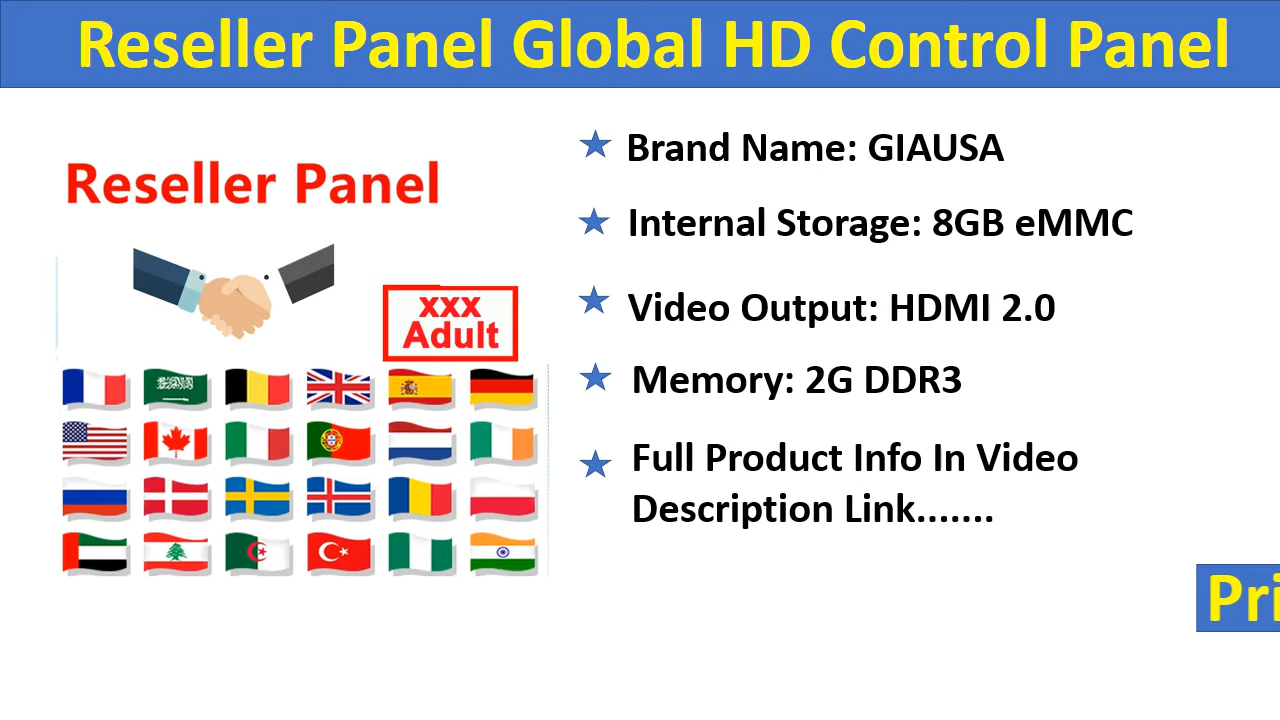 Reseller Panel Global HD Control Panel
Reseller Panel
xxx
Adult
Brand Name: GIAUSA
Internal Storage: 8GB eMMC
Video Output: HDMI 2.0
Memory: 2G DDR3
Full Product Info In Video
Description Link.......
Pri